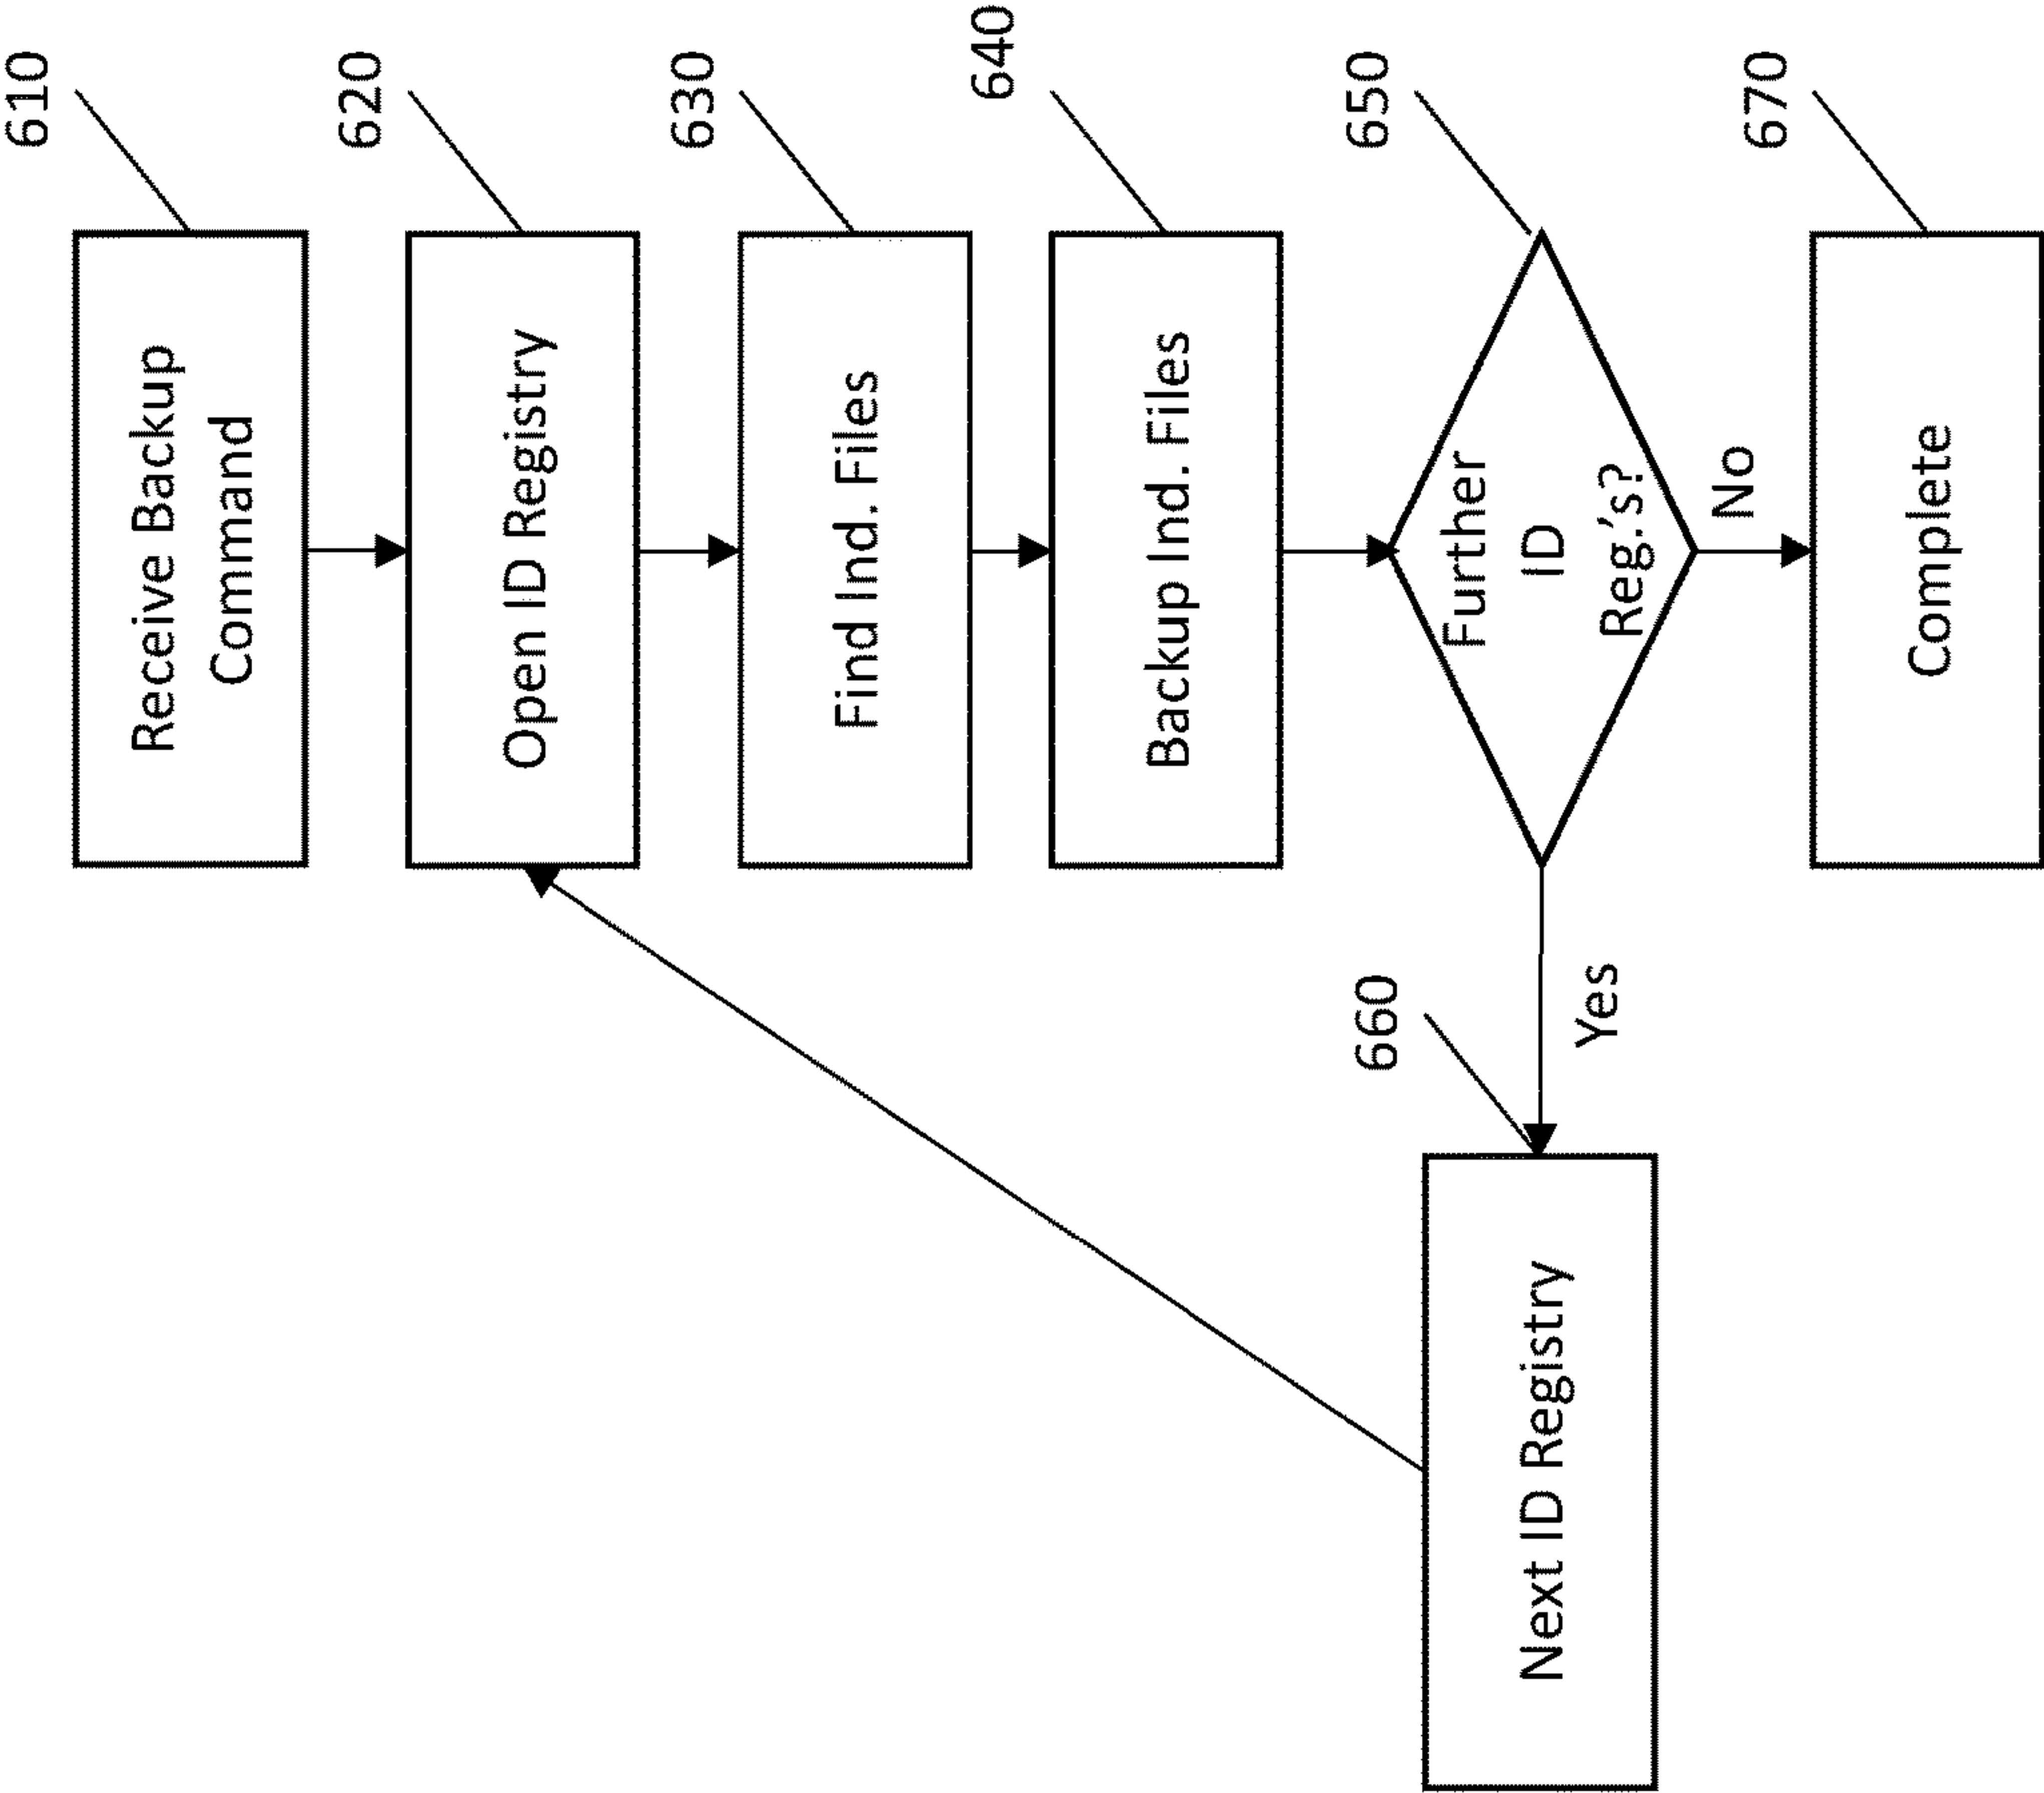 610
Receive Backup
Command
620
Open ID Registry
630
Find Ind. Files
640
Backup Ind. Files
650
Further
ID
Reg.'s?
Yes
No
660
Next ID Registry
670
Complete